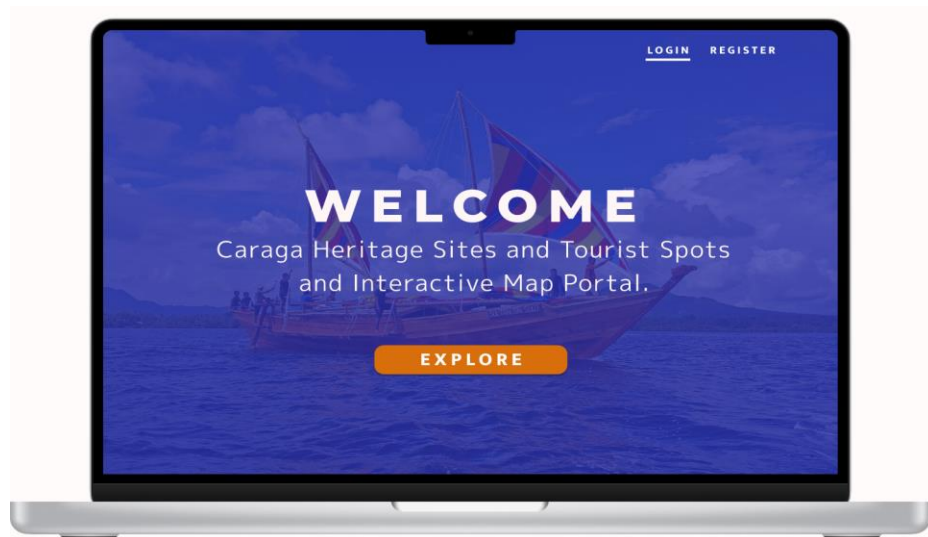 LOGIN REGISTER
WELCOME
Caraga Heritage Sites and Tourist Spots
and Interactive Map Portal.
EXPLORE